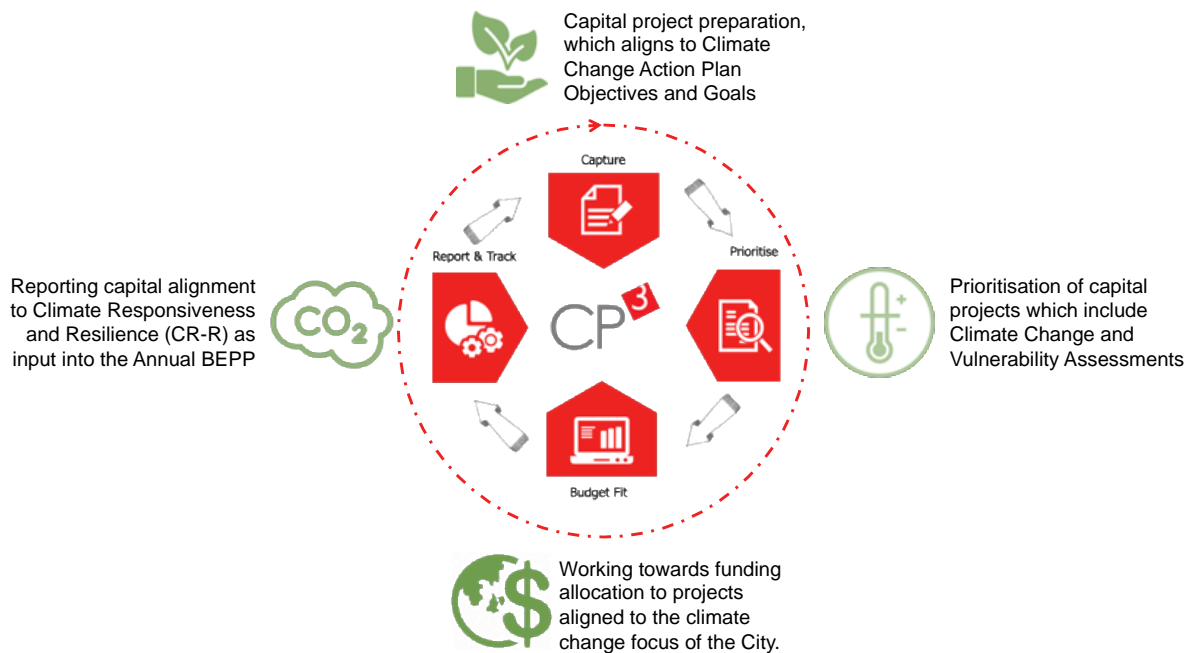 Capital project preparation,
which aligns to Climate
Change Action Plan
Objectives and Goals
Capture
Report & Track
Prioritise
Reporting capital alignment
to Climate Responsiveness
and Resilience (CR-R) as
input into the Annual BEPP
CO2
CP3
+
-
Prioritisation of capital
projects which include
Climate Change and
Vulnerability Assessments
Budget Fit
$
Working towards funding
allocation to projects
aligned to the climate
change focus of the City.